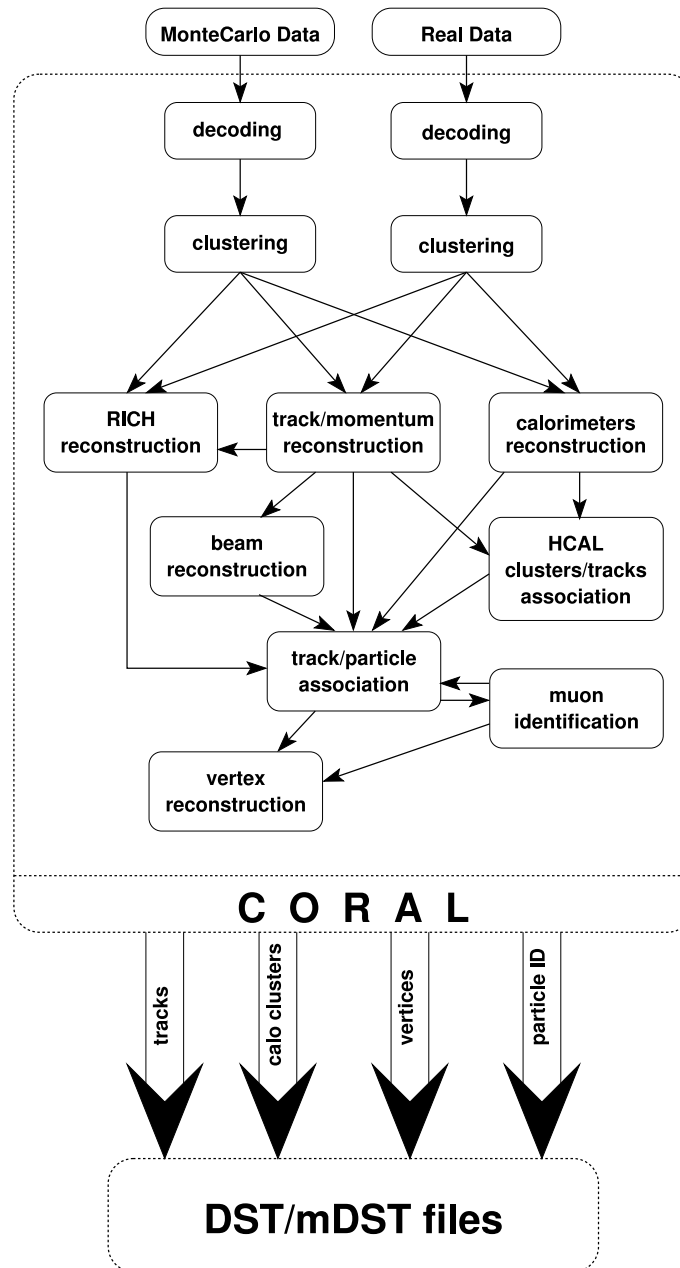 MonteCarlo Data
Real Data
decoding
decoding
clustering
clustering
RICH
reconstruction
track/momentum
reconstruction
calorimeters
reconstruction
beam
reconstruction
HCAL
clusters/tracks
association
track/particle
association
muon
identification
vertex
reconstruction
C O R A L
tracks
calo clusters
vertices
particle ID
DST/mDST files